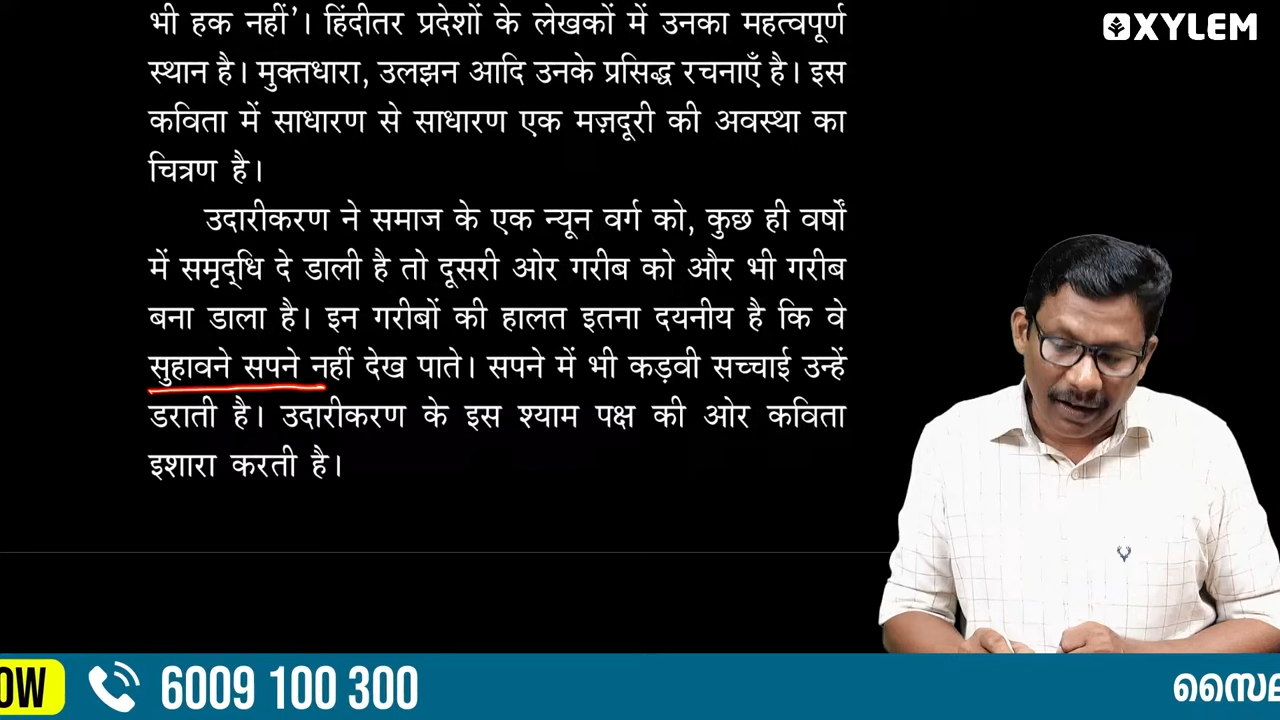 भी हक नहीं’। हिंदीतर प्रदेशों के लेखकों में उनका महत्वपूर्ण
XYLEM
स्थान है। मुक्तधारा, उलझन आदि उनके प्रसिद्ध रचनाएँ है। इस
कविता में साधारण से साधारण एक मज़दूरी की अवस्था का
चित्रण है।
उदारीकरण ने समाज के एक न्यून वर्ग को, कुछ ही वर्षों
में समृद्धि दे डाली है तो दूसरी ओर गरीब को और भी गरीब
बना डाला है। इन गरीबों की हालत इतना दयनीय है कि वे
सुहावने सपने नहीं देख पाते। सपने में भी कड़वी सच्चाई उन्हें
डराती है। उदारीकरण के इस श्याम पक्ष की ओर कविता
इशारा करती है।
OW 6009 100 300